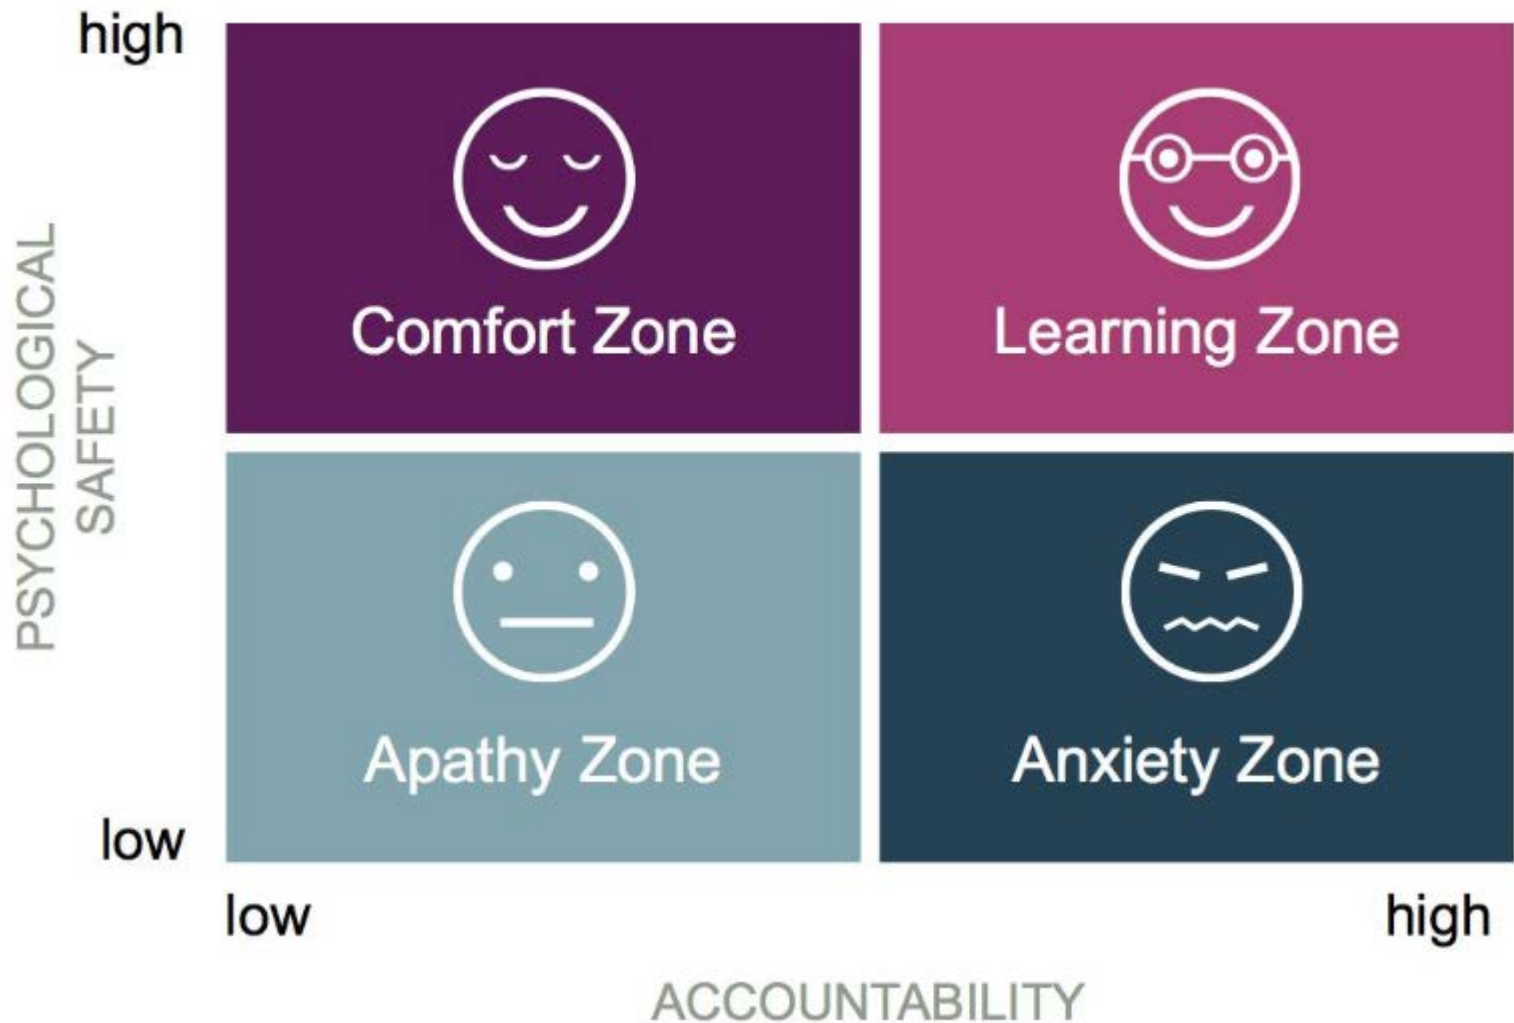 high
Comfort Zone
Learning Zone
PSYCHOLOGICAL
SAFETY
Apathy Zone
Anxiety Zone
low
low
high
ACCOUNTABILITY